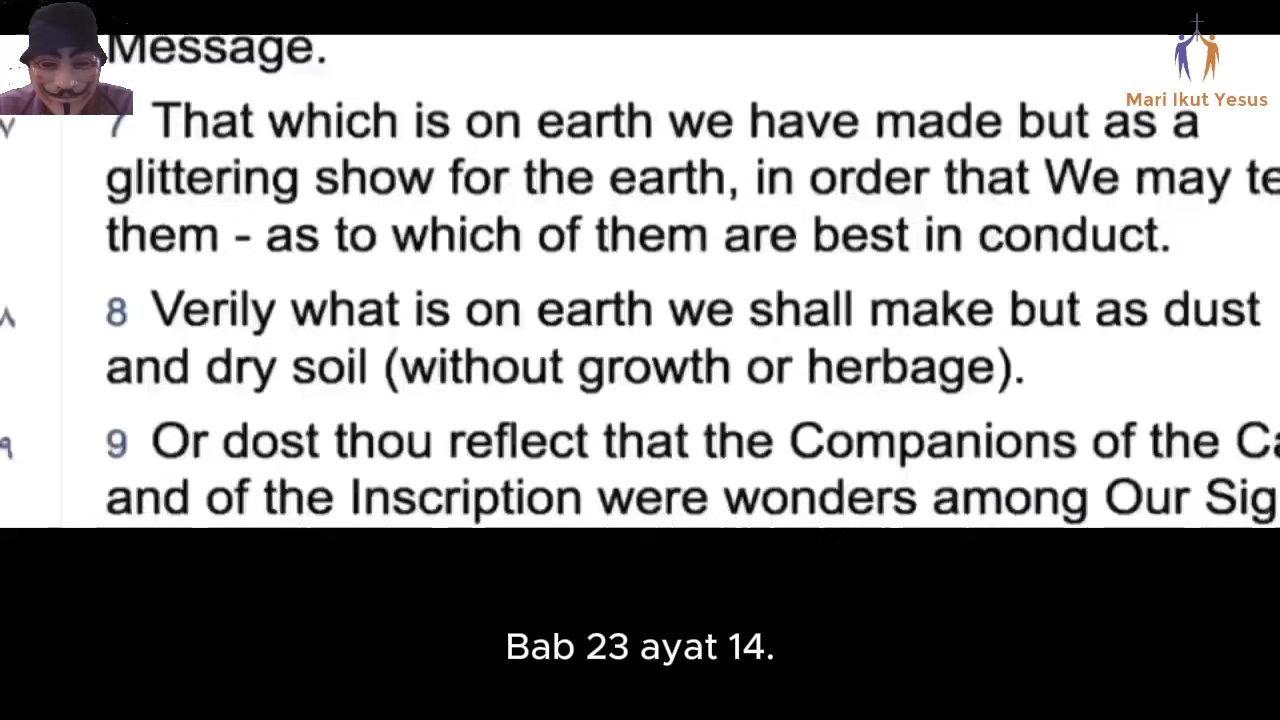 Message.
Mari Ikut Yesus
7 That which is on earth we have made but as a
glittering show for the earth, in order that We may
them - as to which of them are best in conduct.
8 Verily what is on earth we shall make but as dust
and dry soil (without growth or herbage).
9 Or dost thou reflect that the Companions of the
and of the Inscription were wonders among Our
Bab 23 ayat 14.